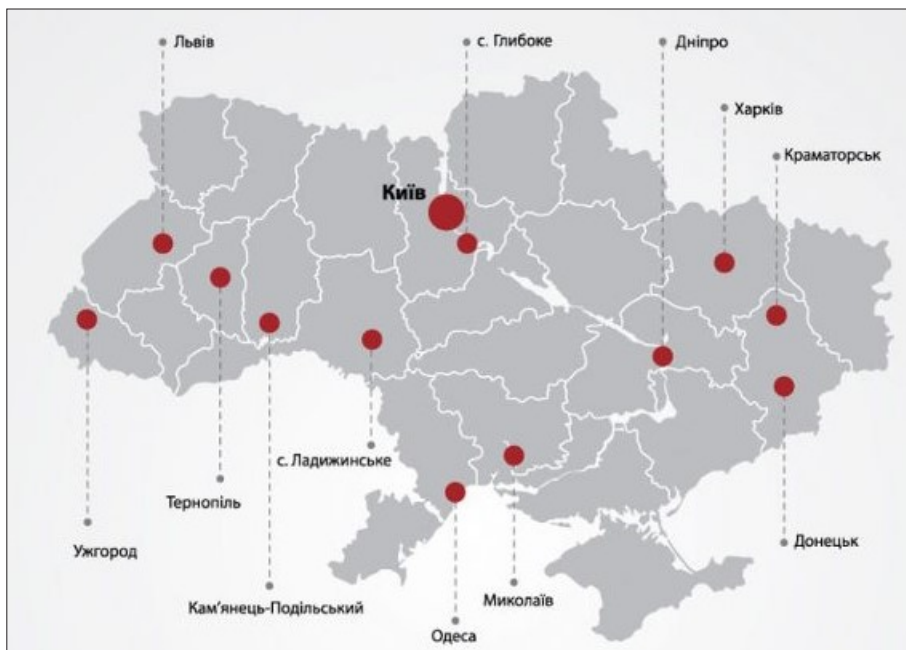 Львів
с. Глибоке
Дніпро
Харків
Краматорськ
Київ
с. Ладижинське
Тернопіль
Ужгород
Донецьк
Кам’янець-Подільський
Миколаїв
Одеса